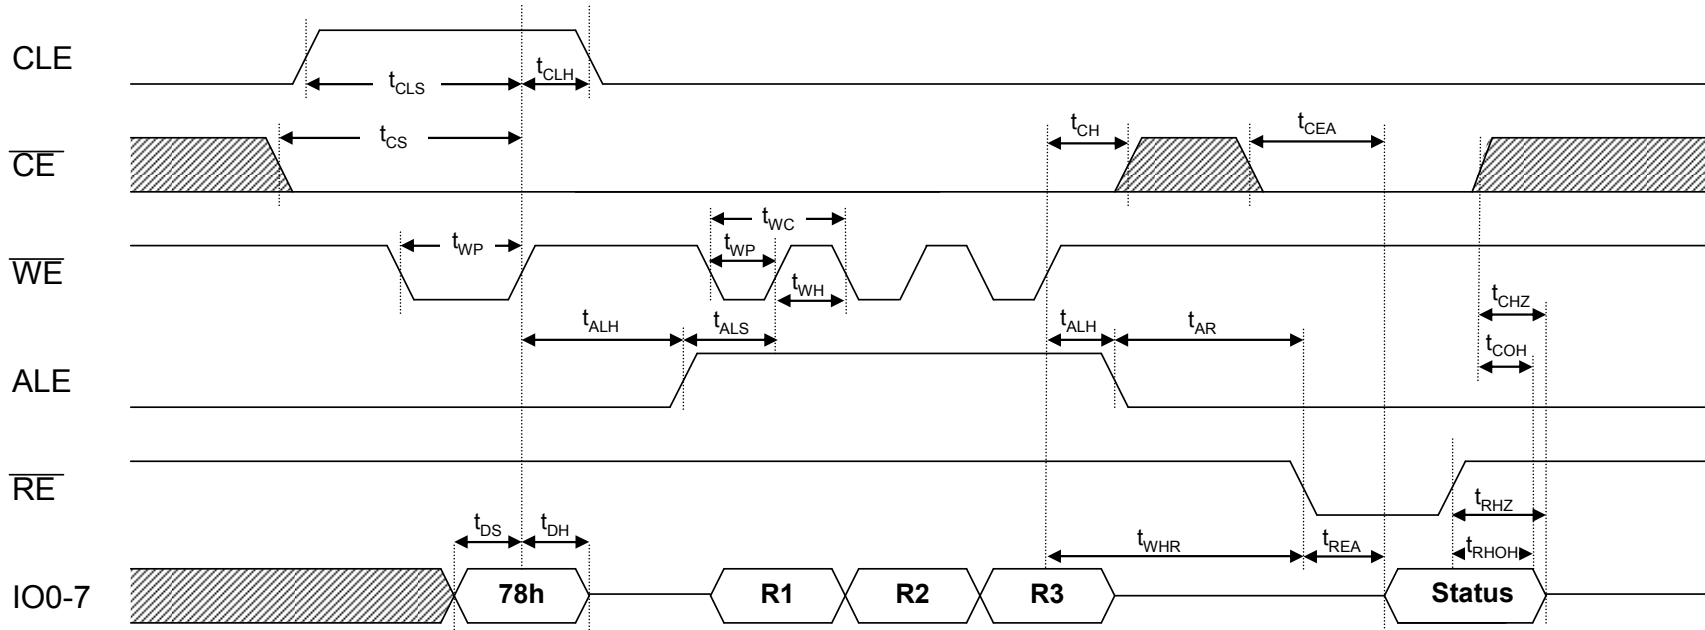 CLE
tCLS
tCLH
CE
tCS
tCH
tCEA
WE
tWP
tWC
tWP
tWH
tALH
tALS
tALH
tAR
tCHZ
tCOH
ALE
RE
tDS
tDH
tWHR
tREA
tRHZ
tRHOH
IO0-7
78h
R1
R2
R3
Status